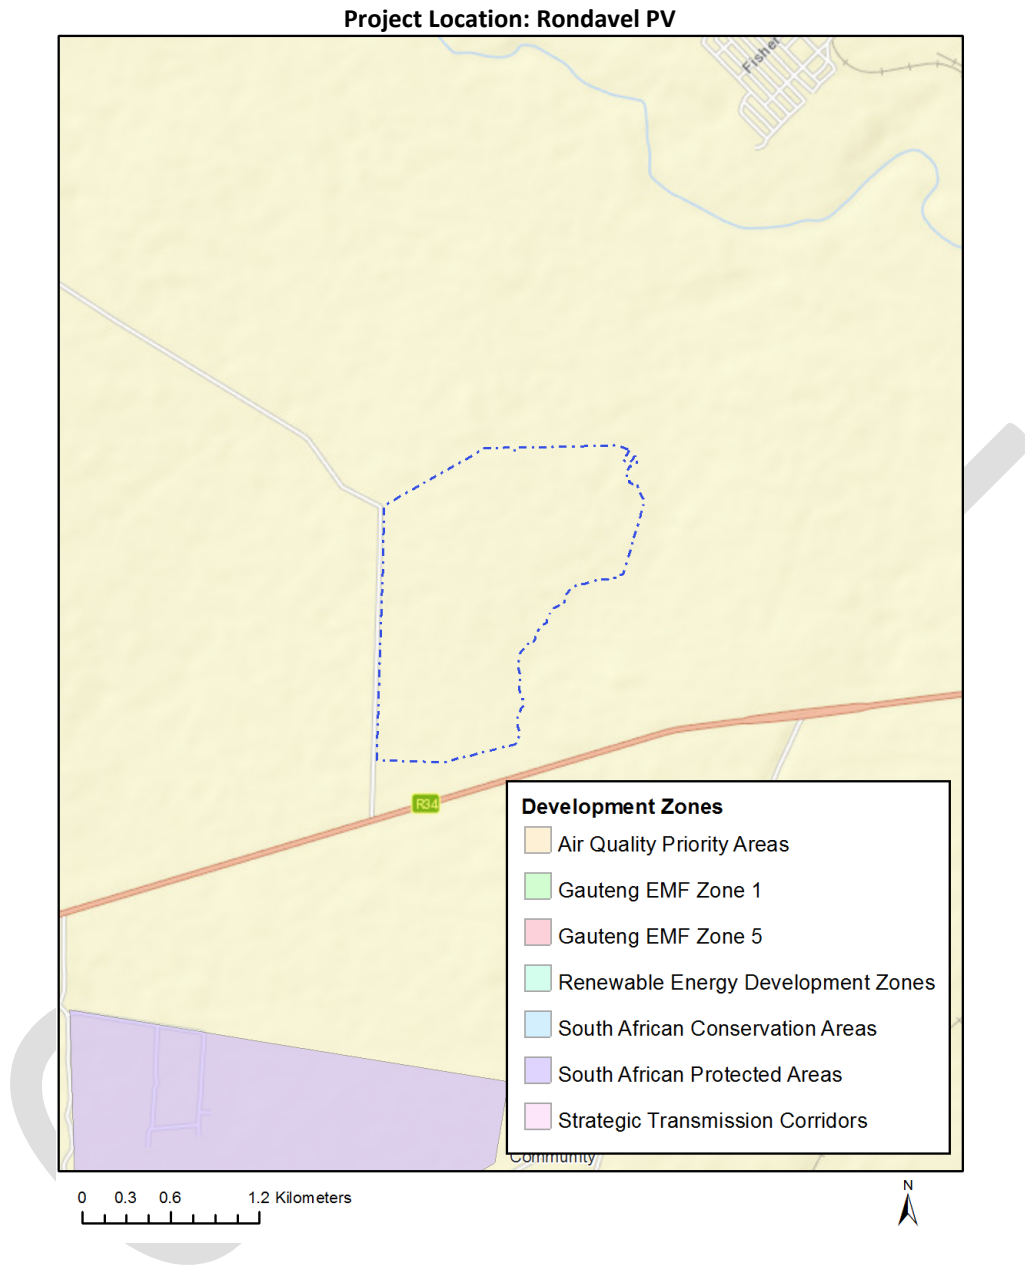 Project Location: Rondavel PV
Fisher
R34
Development Zones
Air Quality Priority Areas
Gauteng EMF Zone 1
Gauteng EMF Zone 5
Renewable Energy Development Zones
South African Conservation Areas
South African Protected Areas
Strategic Transmission Corridors
Community
0 0.3 0.6 1.2 Kilometers
N